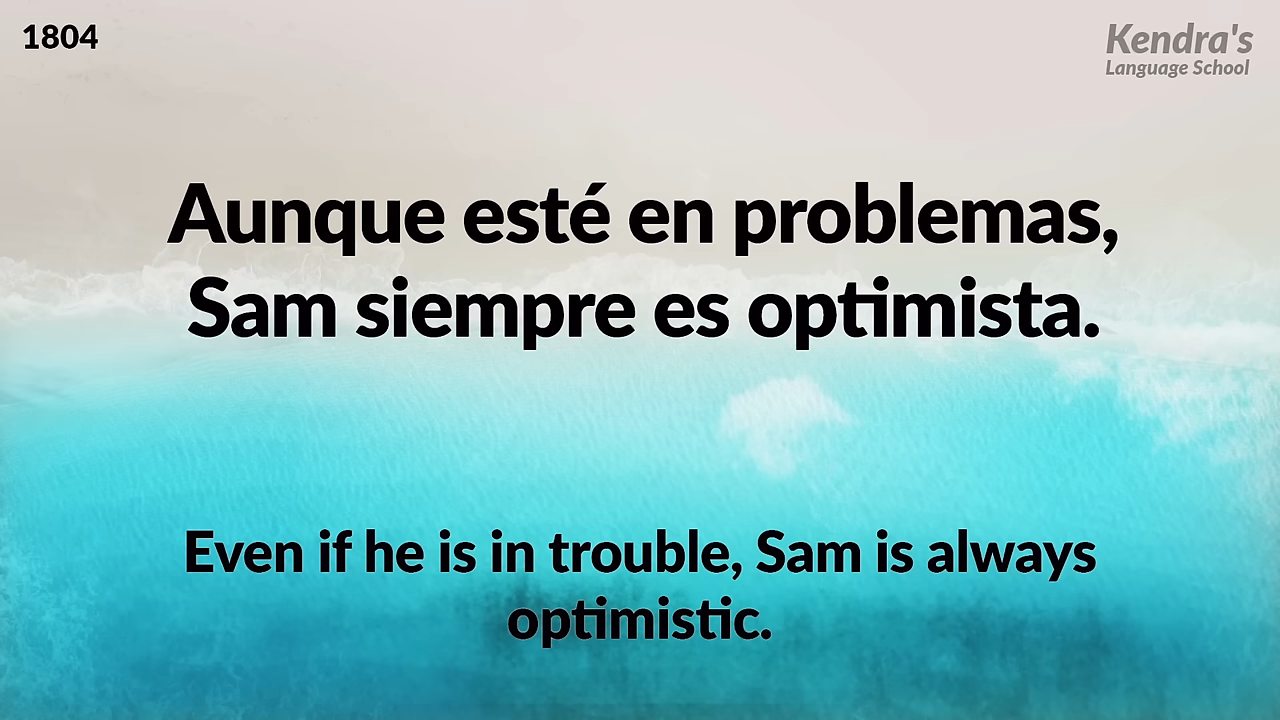 1804
Kendra's
Language School
Aunque esté en problemas,
Sam siempre es optimista.
Even if he is in trouble, Sam is always
optimistic.